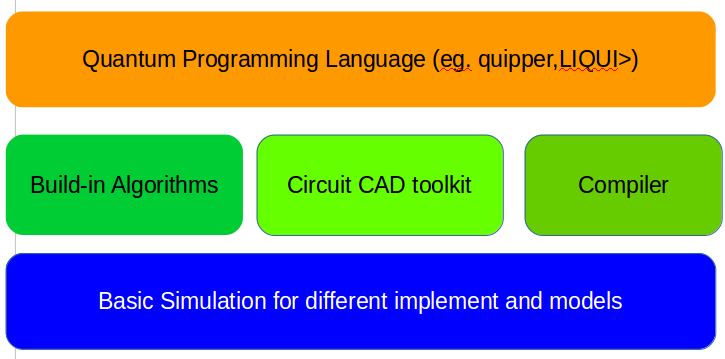 Quantum Programming Language (eg. quipper,LIQUI>)
Build-in Algorithms
Circuit CAD toolkit
Compiler
Basic Simulation for different implement and models